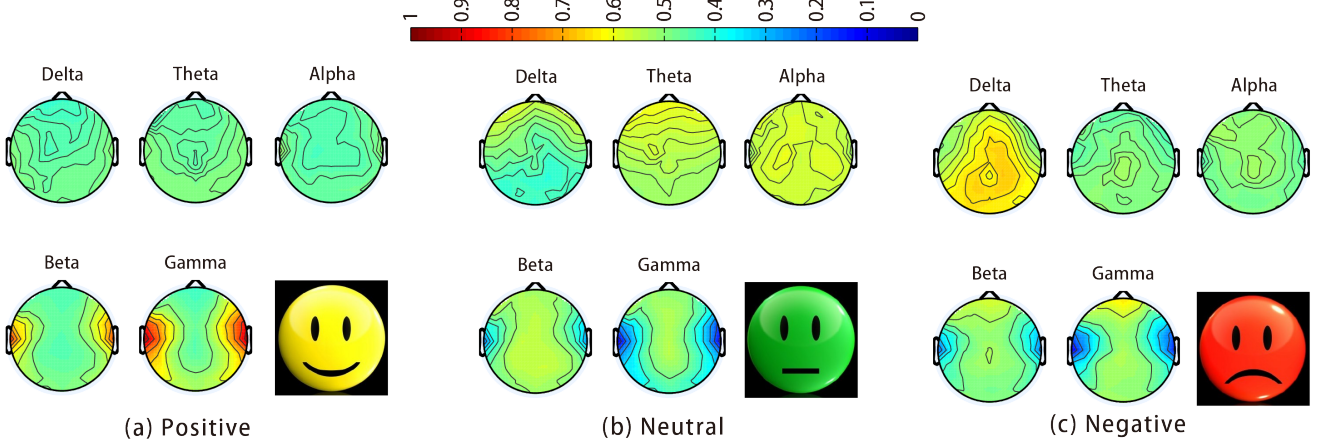 1 0.9 0.8 0.7 0.6 0.5 0.4 0.3 0.2 0.1 0
Delta Theta Alpha
Delta Theta Alpha
Delta Theta Alpha
Beta Gamma
Beta Gamma
Beta Gamma
(a) Positive
(b) Neutral
(c) Negative